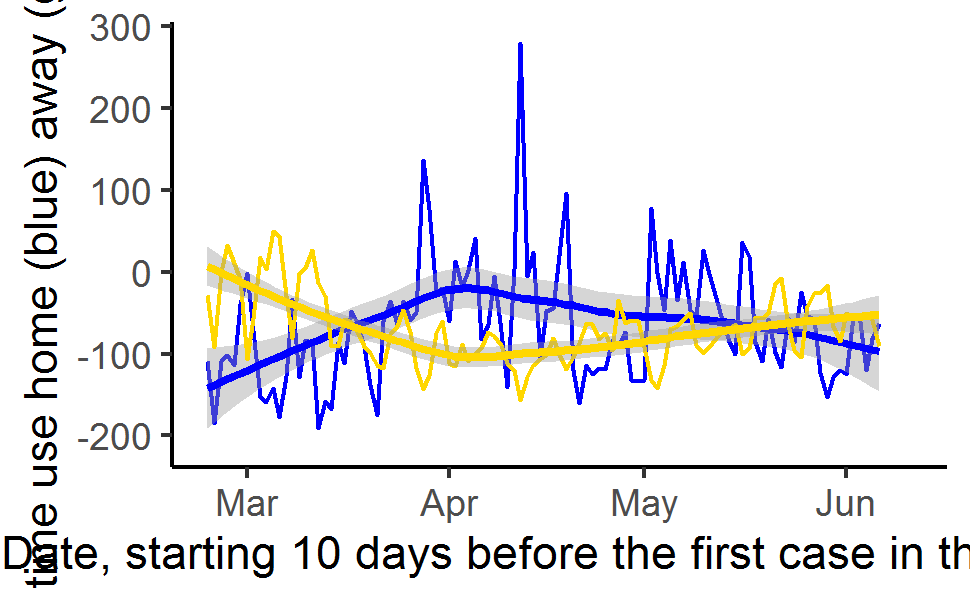 time use home (blue) away (
300
200
100
0
-100
-200
Mar Apr May Jun
Date, starting 10 days before the first case in th